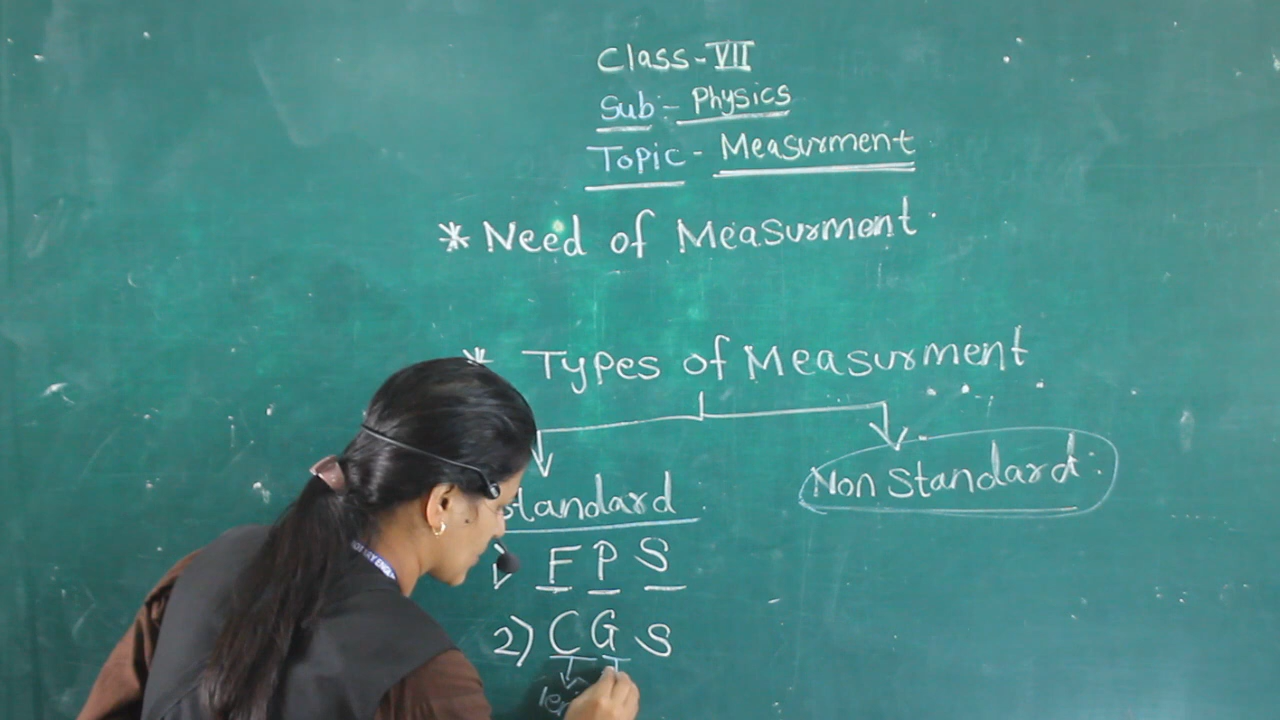 Class-VII
Sub:- Physics
Topic - Measurment
* Need of Measurment.
* Types of Measurment
Standard
Non Standard:
F P S
2) C G S